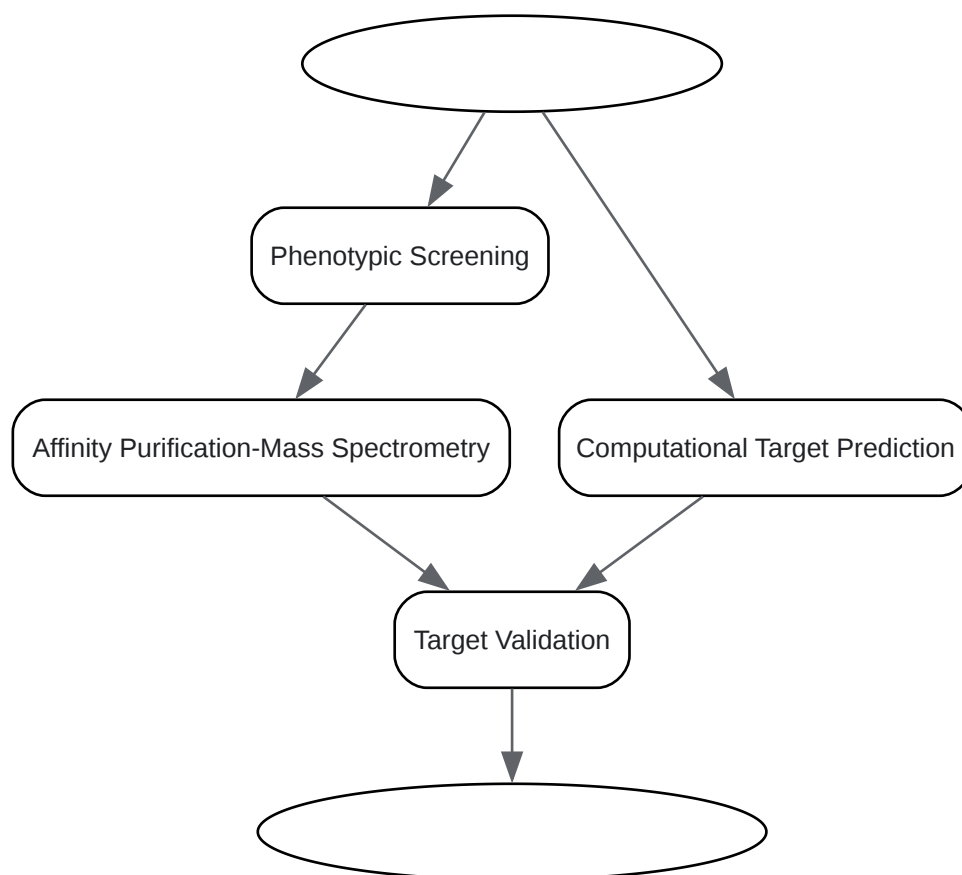 Phenotypic Screening
Affinity Purification-Mass Spectrometry
Computational Target Prediction
Target Validation